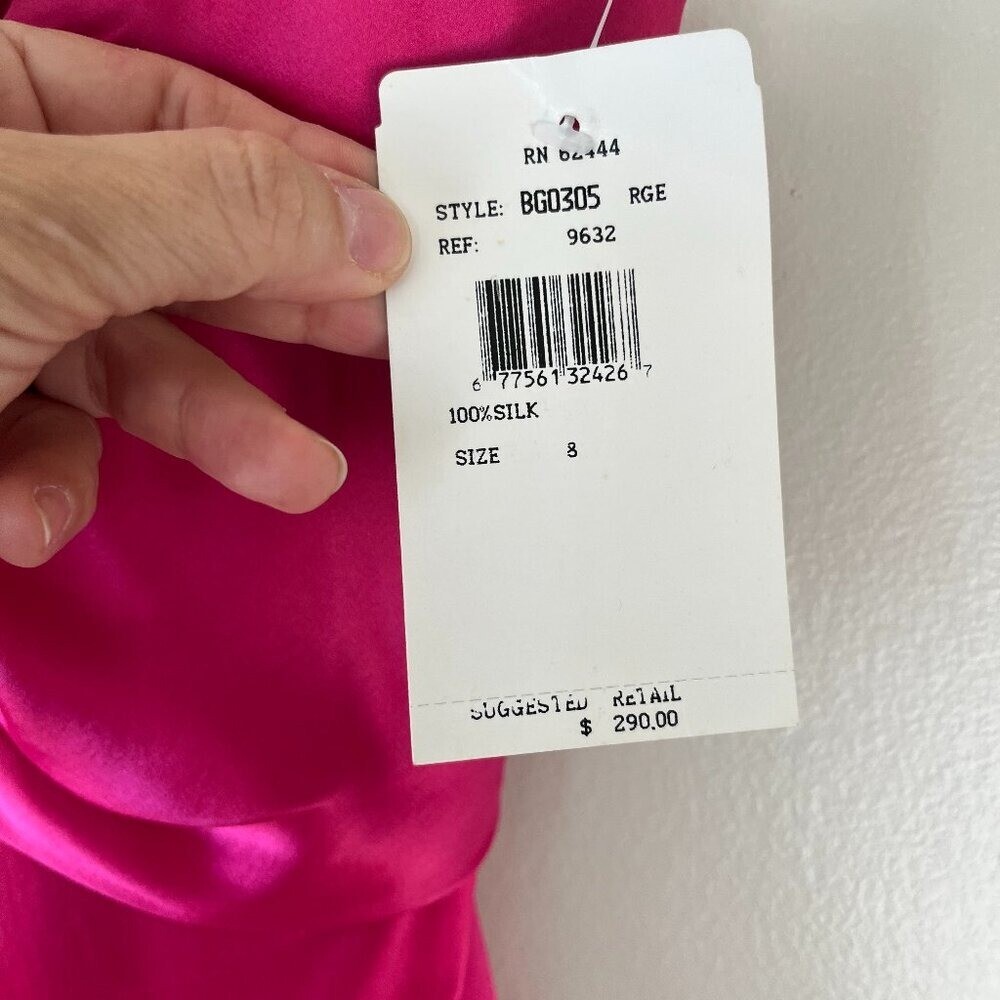 RN 62444
STYLE: BG0305 RGE
REF: 9632
6 77561 32426 7
100%SILK
SIZE 8
SUGGESTED RETAIL
$ 290.00